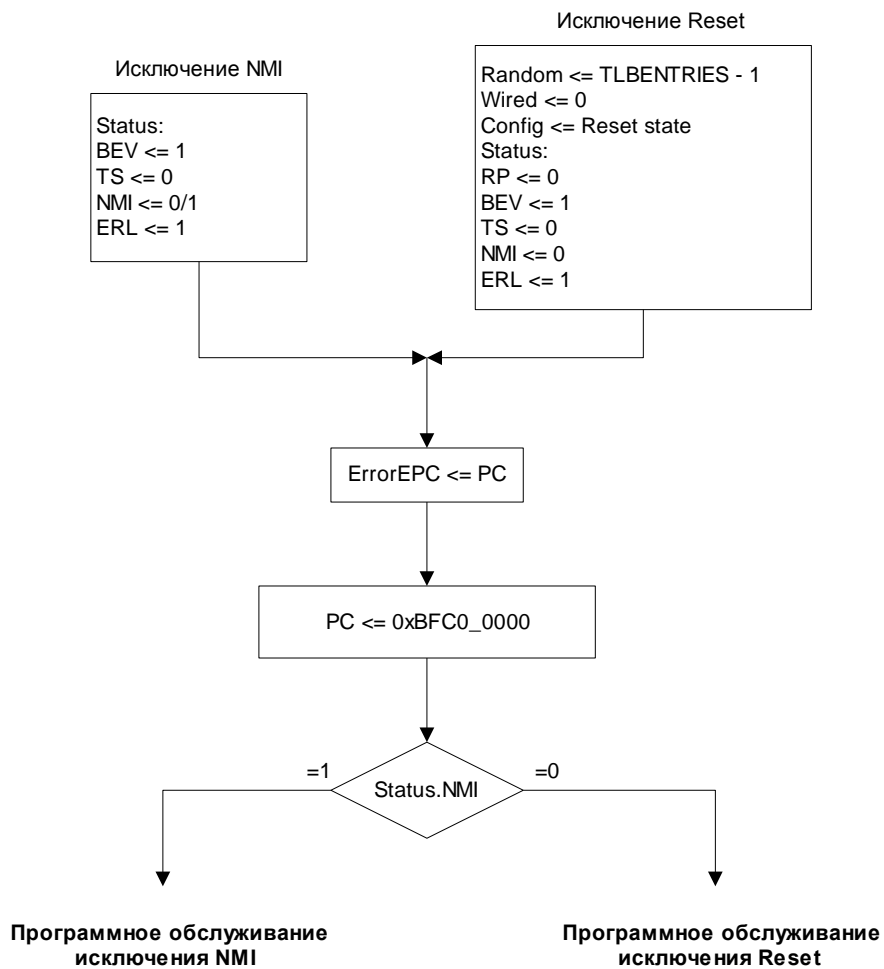 Исключение NMI
Status:
BEV <= 1
TS <= 0
NMI <= 0/1
ERL <= 1
Исключение Reset
Random <= TLBENTRIES - 1
Wired <= 0
Config <= Reset state
Status:
RP <= 0
BEV <= 1
TS <= 0
NMI <= 0
ERL <= 1
ErrorEPC <= PC
PC <= 0xBFC0_0000
=1
Status.NMI
=0
Программное обслуживание
исключения NMI
Программное обслуживание
исключения Reset